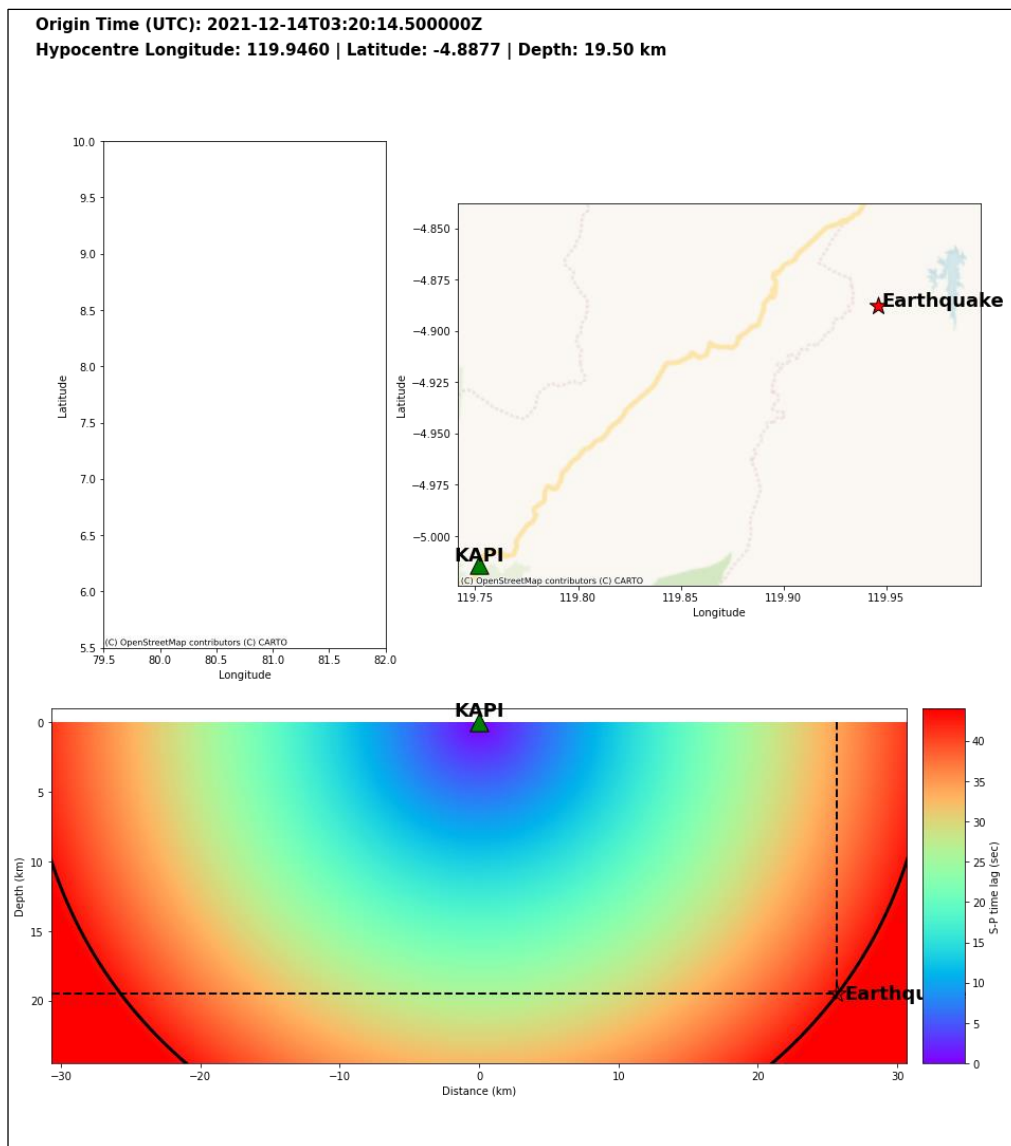 Origin Time (UTC): 2021-12-14T03:20:14.500000Z
Hypocentre Longitude: 119.9460 | Latitude: -4.8877 | Depth: 19.50 km
10.0
9.5
9.0
8.5
8.0
7.5
7.0
6.5
6.0
5.5
Latitude
(C) OpenStreetMap contributors (C) CARTO
79.5 80.0 80.5 81.0 81.5 82.0
Longitude
−4.850
−4.875
−4.900
−4.925
−4.950
−4.975
−5.000
Latitude
Earthquake
KAPI
(C) OpenStreetMap contributors (C) CARTO
119.75 119.80 119.85 119.90 119.95
Longitude
KAPI
0
5
10
15
20
Depth (km)
Earthqu
−30 −20 −10 0 10 20 30
Distance (km)
40
35
30
25
20
15
10
5
0
S-P time lag (sec)